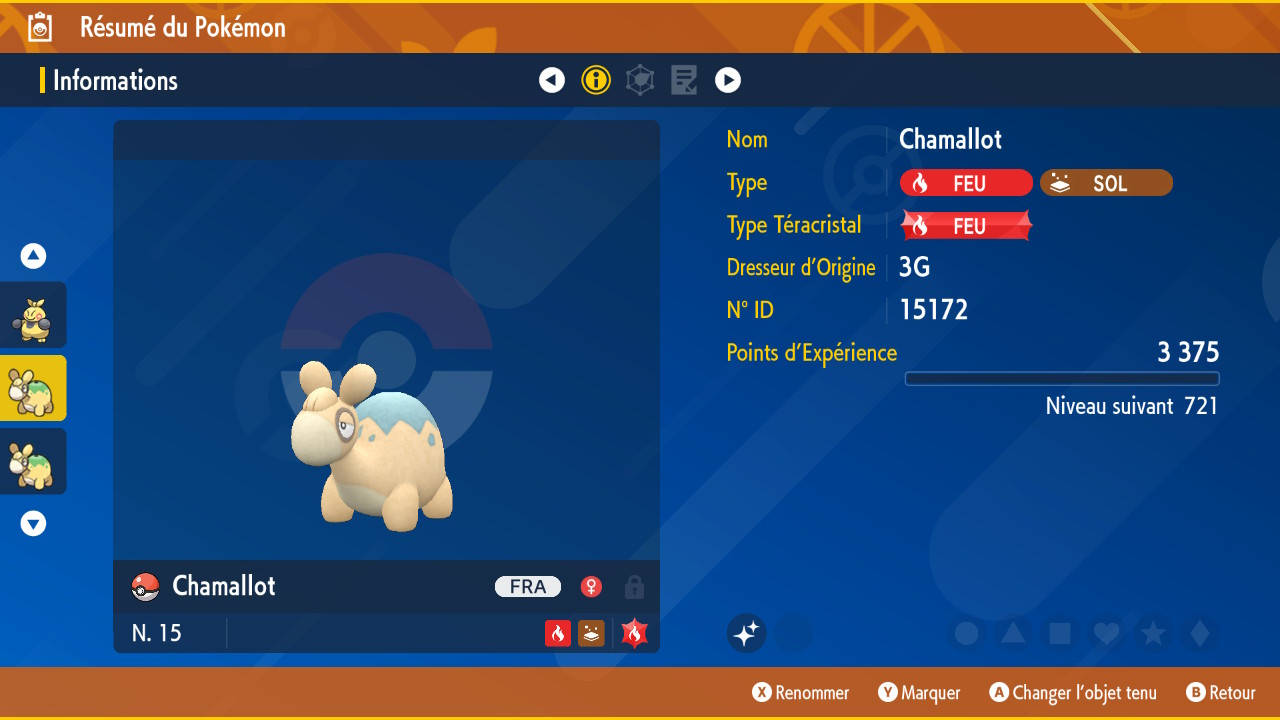 Résumé du Pokémon
Informations
Nom Chamallot
Type FEU SOL
Type Téracristal FEU
Dresseur d'Origine 3G
N° ID 15172
Points d'Expérience 3 375
Niveau suivant 721
Chamallot FRA
N. 15
X Renommer Y Marquer A Changer l'objet tenu B Retour